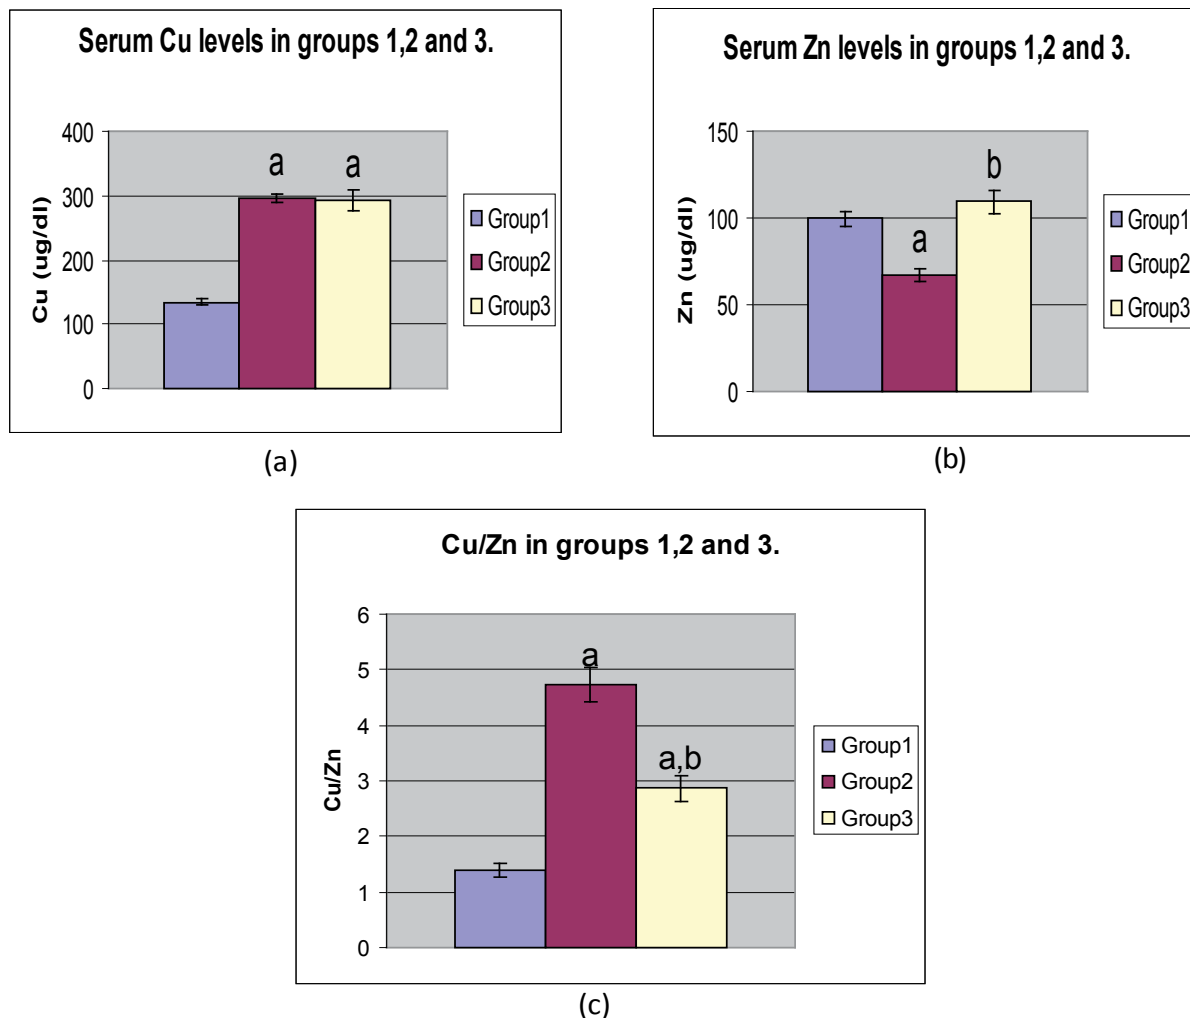 Serum Cu levels in groups 1,2 and 3.
400
300
200
100
0
Cu (ug/dl)
a
a
Group1
Group2
Group3
(a)
Serum Zn levels in groups 1,2 and 3.
150
100
50
0
Zn (ug/dl)
a
b
Group1
Group2
Group3
(b)
Cu/Zn in groups 1,2 and 3.
6
5
4
3
2
1
0
Cu/Zn
a
a,b
Group1
Group2
Group3
(c)